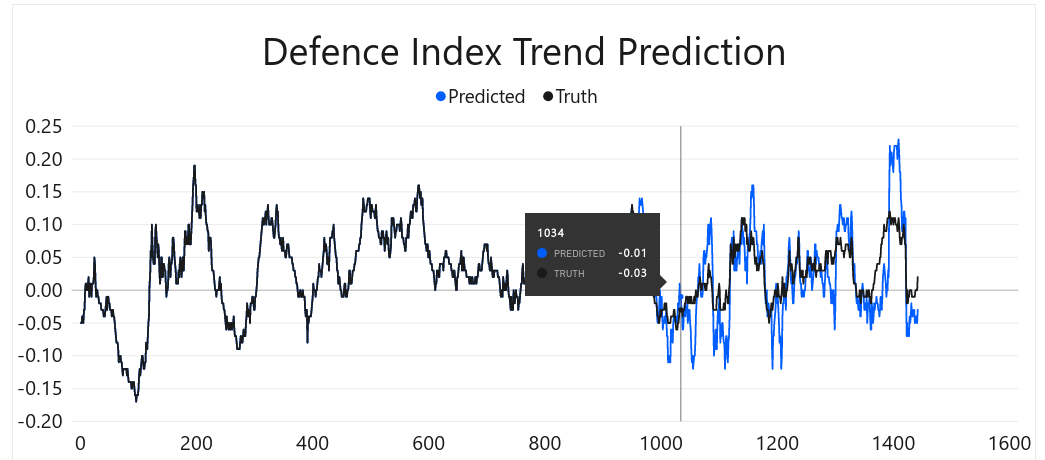 Defence Index Trend Prediction
Predicted Truth
0.25
0.20
0.15
0.10
0.05
0.00
-0.05
-0.10
-0.15
-0.20
1034
PREDICTED -0.01
TRUTH -0.03
0 200 400 600 800 1000 1200 1400 1600